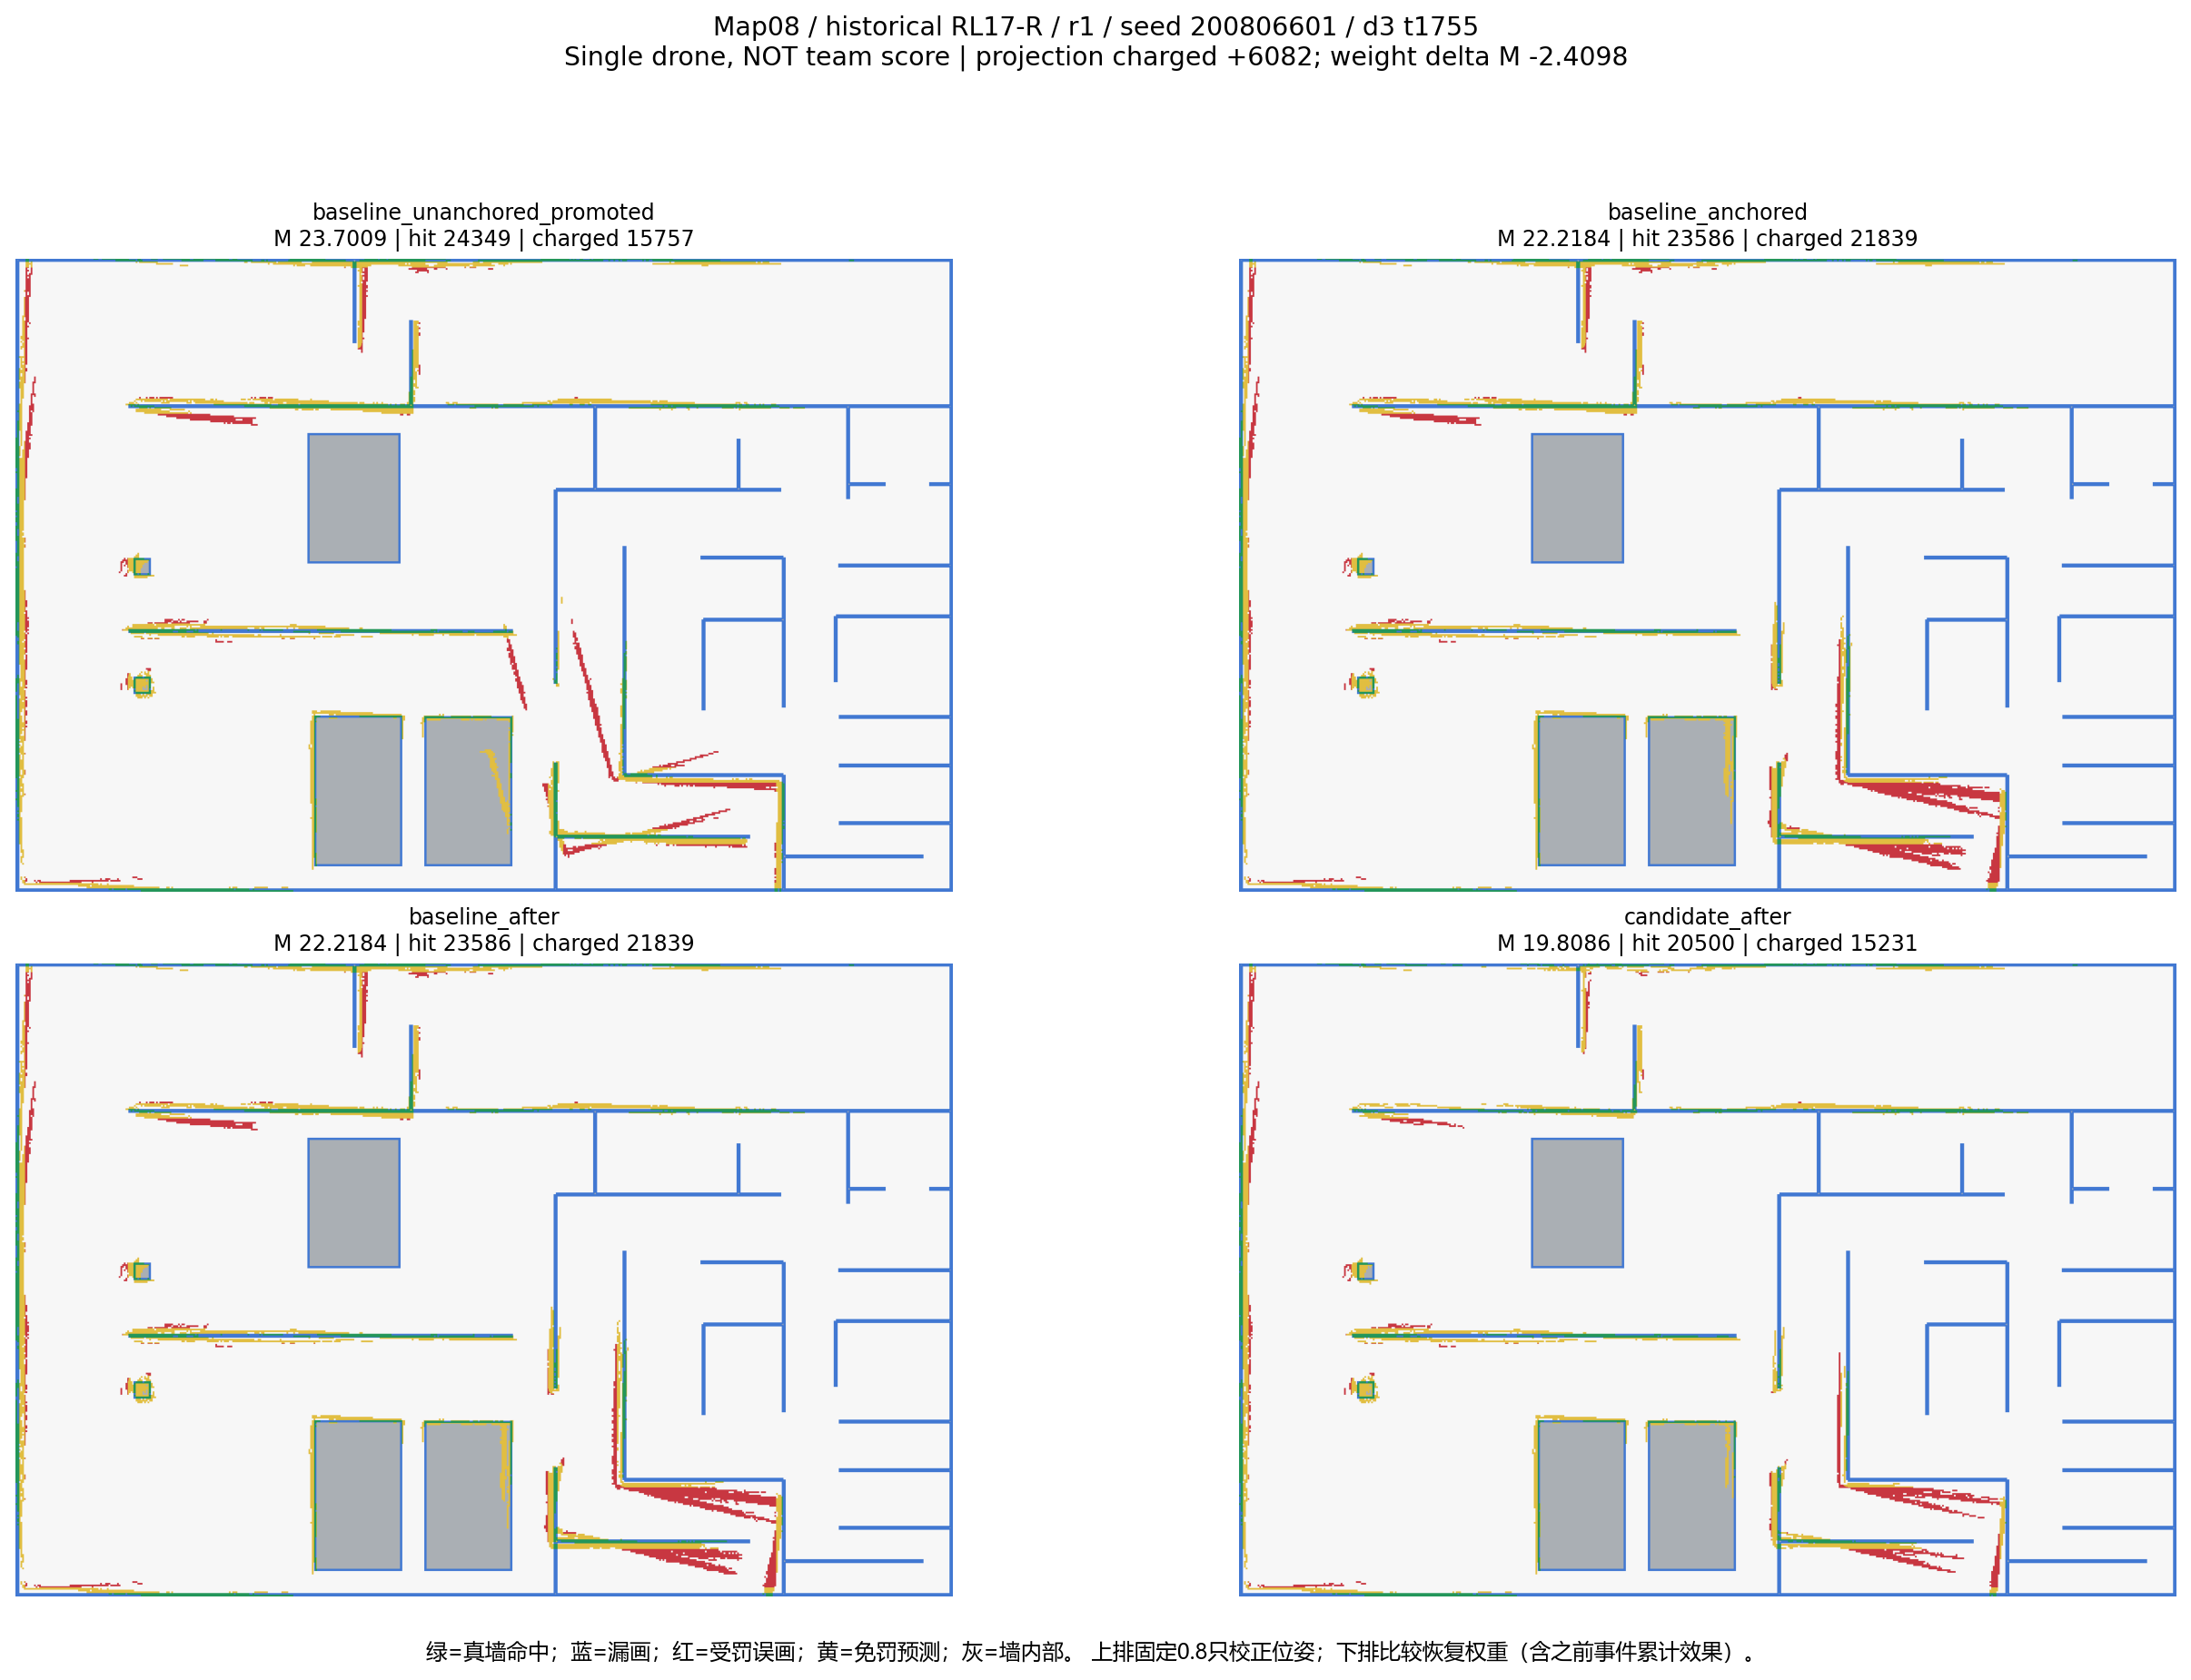 Map08 / historical RL17-R / r1 / seed 200806601 / d3 t1755
Single drone, NOT team score | projection charged +6082; weight delta M -2.4098
baseline_unanchored_promoted
M 23.7009 | hit 24349 | charged 15757
baseline_anchored
M 22.2184 | hit 23586 | charged 21839
baseline_after
M 22.2184 | hit 23586 | charged 21839
candidate_after
M 19.8086 | hit 20500 | charged 15231
绿=真墙命中；蓝=漏画；红=受罚误画；黄=免罚预测；灰=墙内部。 上排固定0.8只校正位姿；下排比较恢复权重（含之前事件累计效果）。